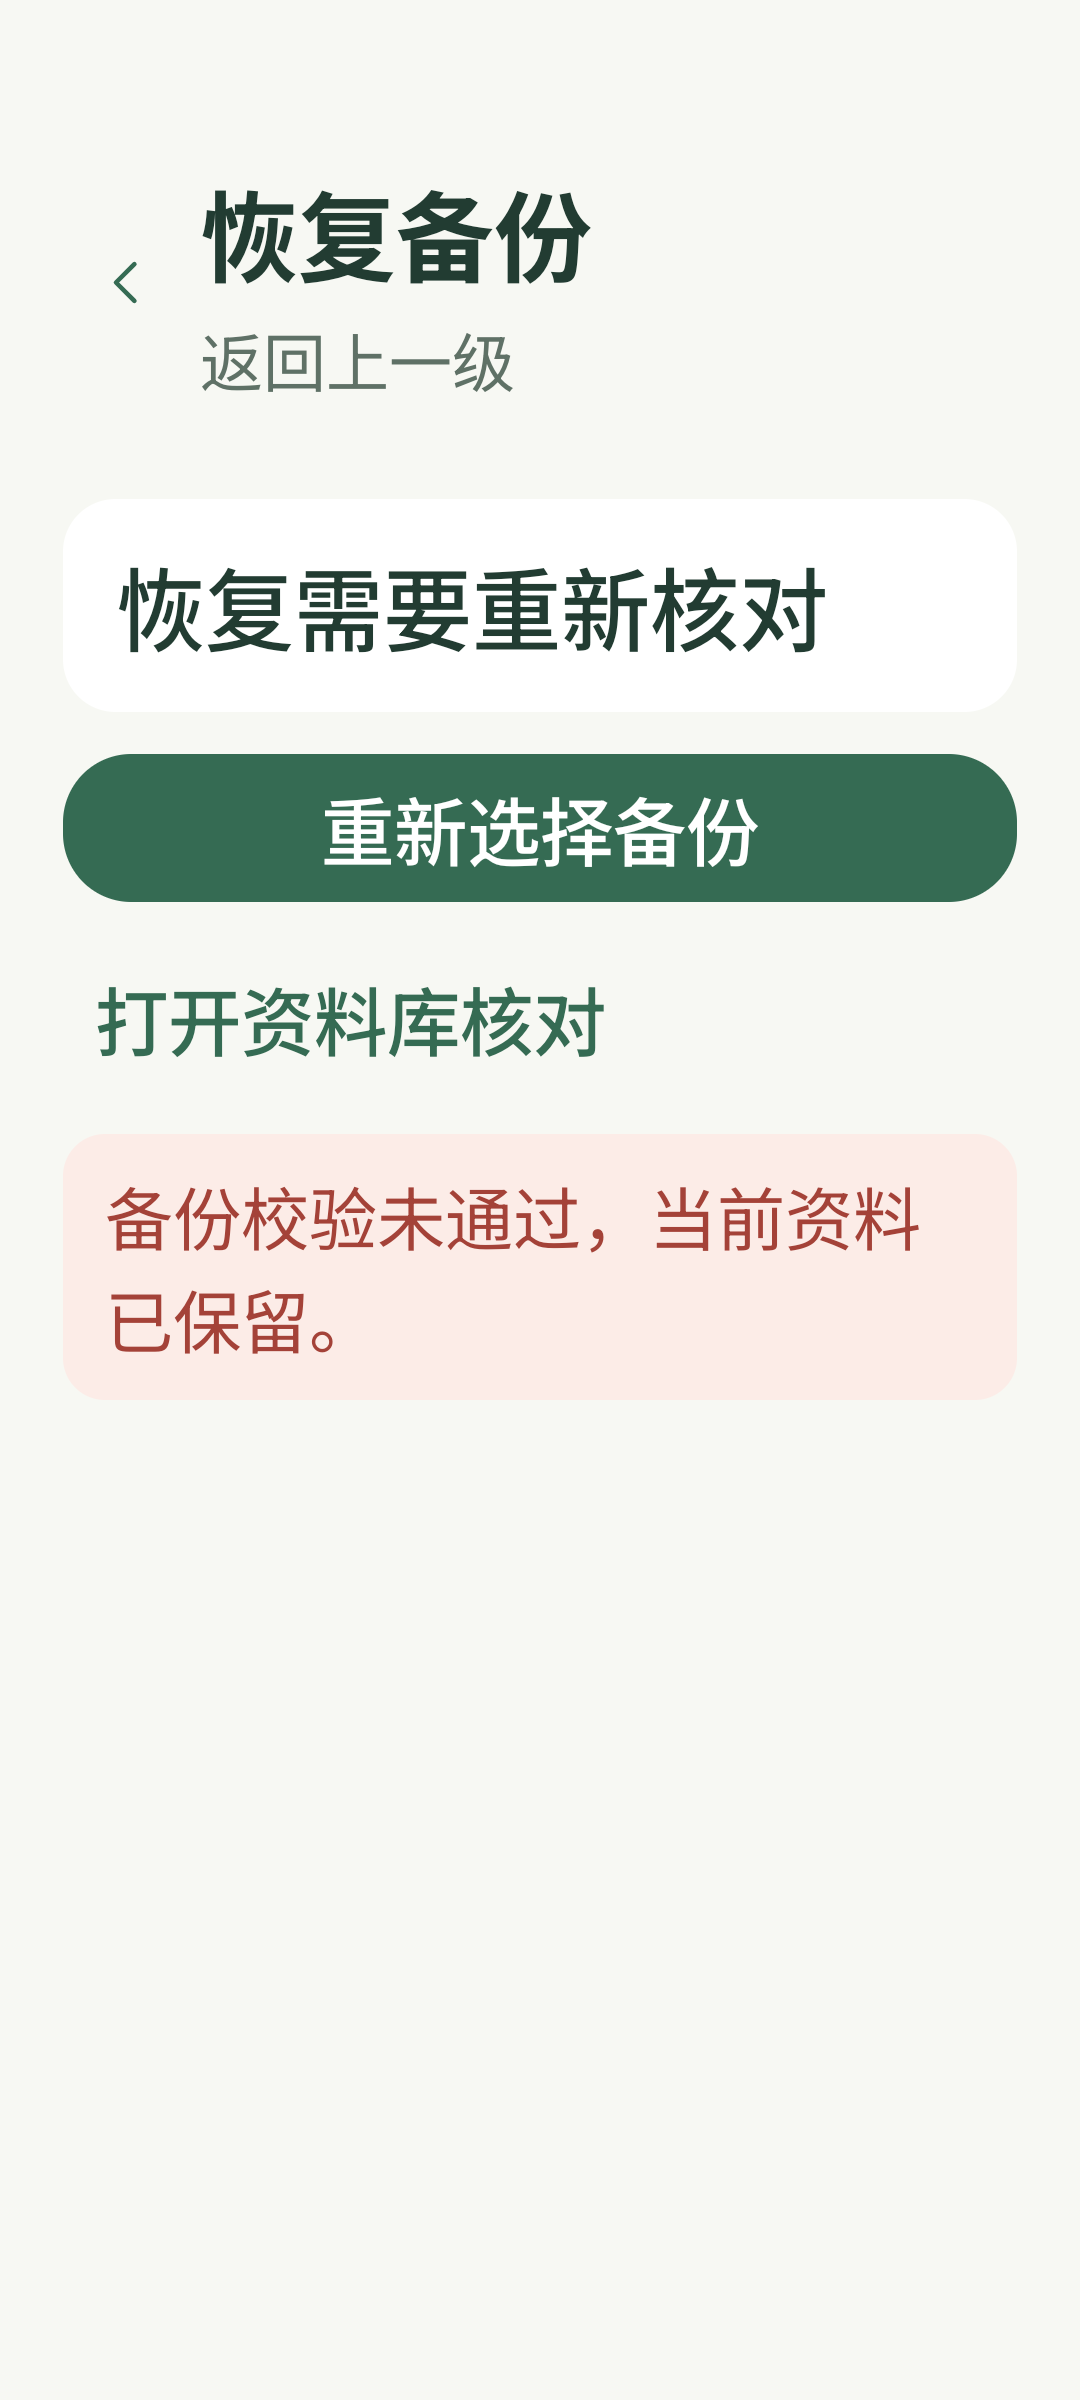 恢复备份
返回上一级
恢复需要重新核对
重新选择备份
打开资料库核对
备份校验未通过，当前资料
已保留。